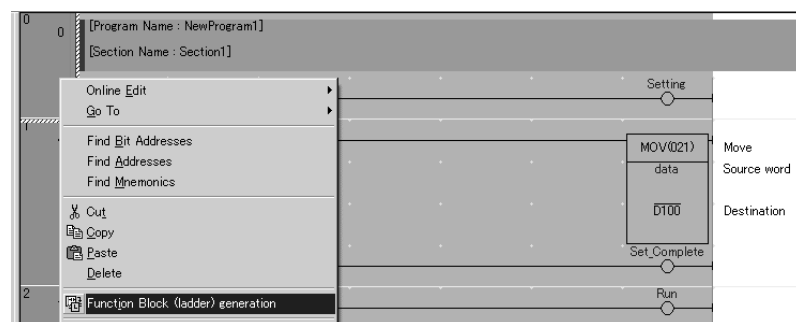 0
0
[Program Name : NewProgram1]
[Section Name : Section1]
Setting
Online Edit
Go To
1
Find Bit Addresses
Find Addresses
Find Mnemonics
MOV(021)
Move
data
Source word
D100
Destination
Cut
Copy
Paste
Delete
Set_Complete
2
Function Block (ladder) generation
Run